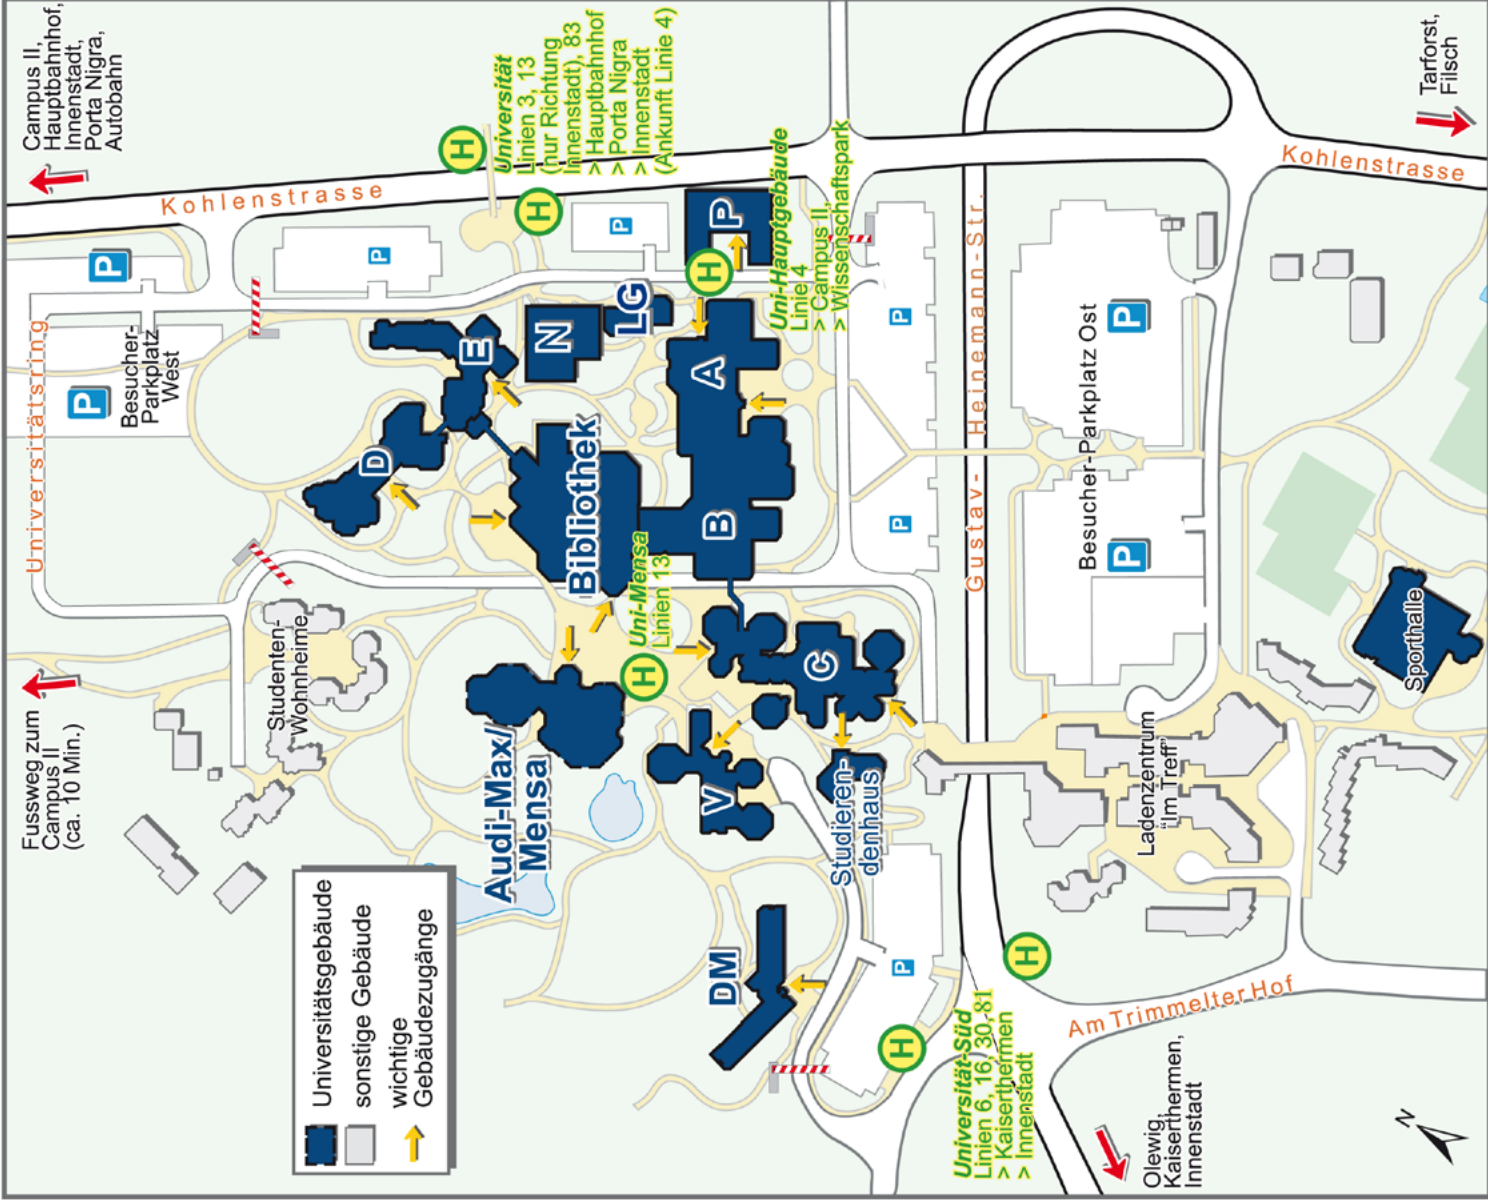 Campus II,
Hauptbahnhof,
Innenstadt,
Porta Nigra,
Autobahn
Kohlenstrasse
H
Universität
Linien 3, 13
(nur Richtung
Innenstadt), 83
> Hauptbahnhof
> Porta Nigra
> Innenstadt
(Ankunft Linie 4)
H
Tarforst,
Filsch
Kohlenstrasse
P
P
P
P
H
Uni-Hauptgebäude
Linie 4
> Campus II,
> Wissenschaftspark
Universitätsring
P
Besucher-
Parkplatz
West
E
N
LG
A
D
Bibliothek
B
P
P
Gustav-Heinemann-Str.
Besucher-Parkplatz Ost
P
P
Uni-Mensa
Linien 13
H
Studenten-
Wohnheime
C
Sporthalle
Fussweg zum
Campus II
(ca. 10 Min.)
Audi-Max/
Mensa
V
Studieren-
denhaus
Ladenzentrum
"Im Treff"
DM
P
H
H
Universität-Süd
Linien 6, 16, 30, 81
> Kaiserthermen
> Innenstadt
Am Trimmelter Hof
Olewig,
Kaiserthermen,
Innenstadt
N
Universitätsgebäude
sonstige Gebäude
wichtige
Gebäudezugänge